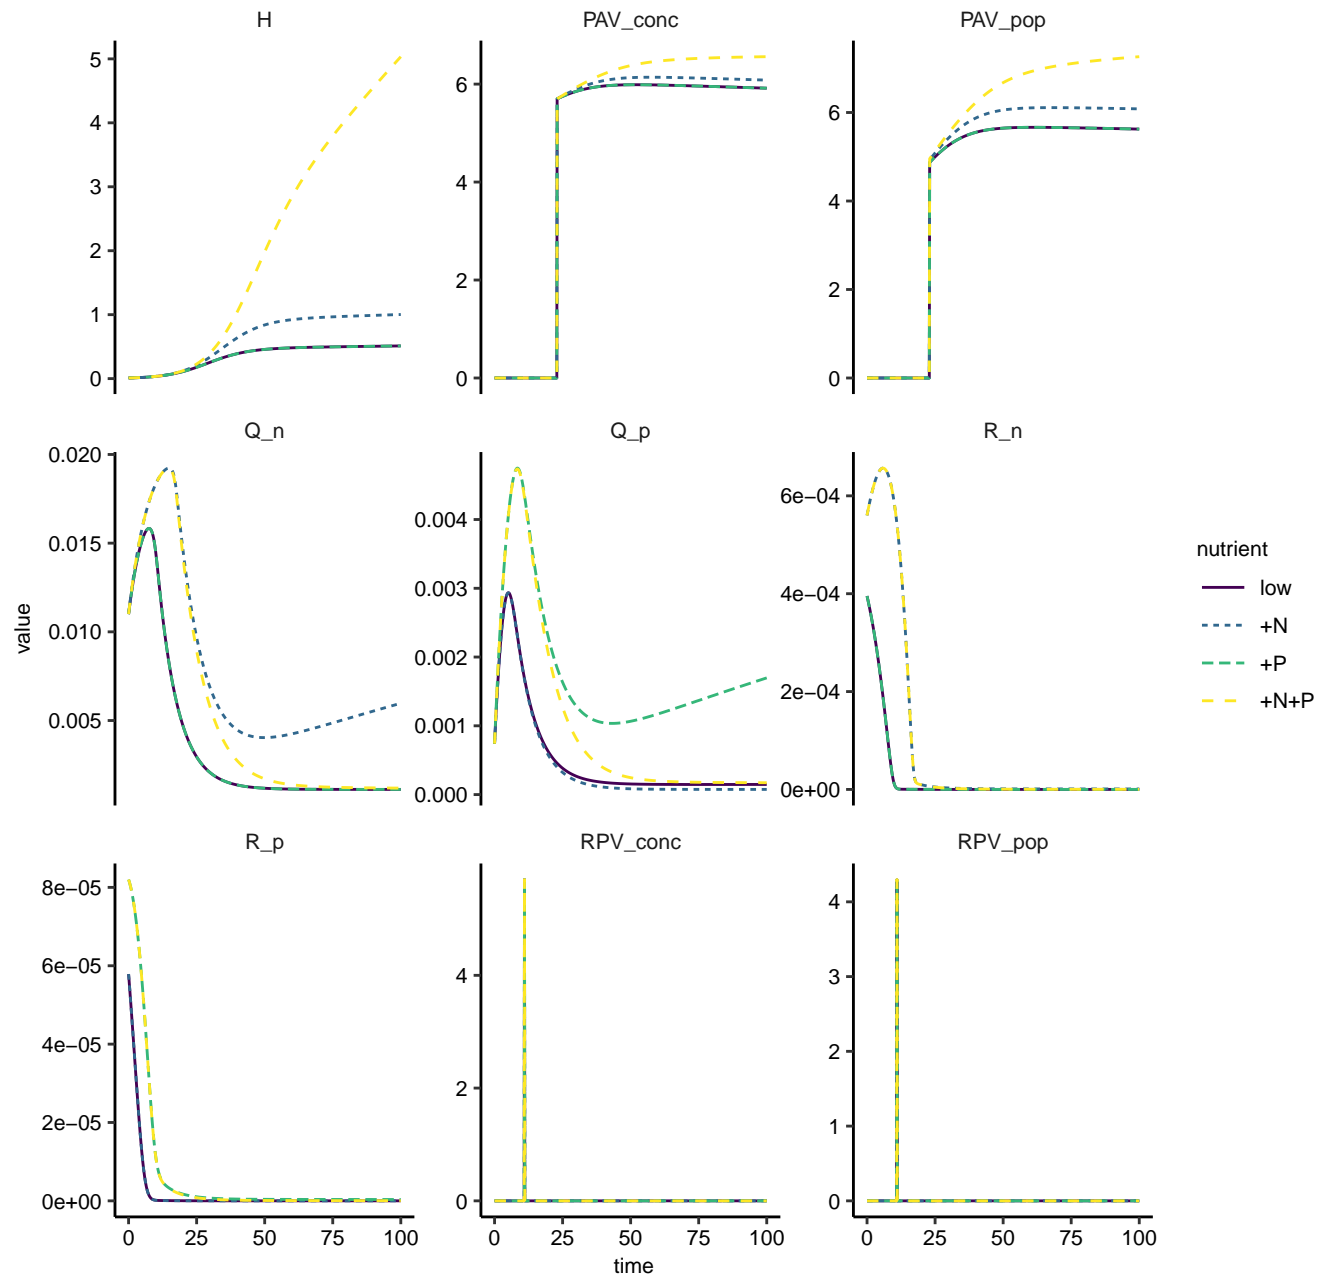 H
PAV_conc
PAV_pop
5
4
3
2
1
0
6
4
2
0
6
4
2
0
Q_n
Q_p
R_n
0.020
0.015
0.010
0.005
0.004
0.003
0.002
0.001
0.000
6e−04
4e−04
2e−04
0e+00
R_p
RPV_conc
RPV_pop
8e−05
6e−05
4e−05
2e−05
0e+00
4
2
0
4
3
2
1
0
0 25 50 75 100
0 25 50 75 100
0 25 50 75 100
time
value
nutrient
low
+N
+P
+N+P